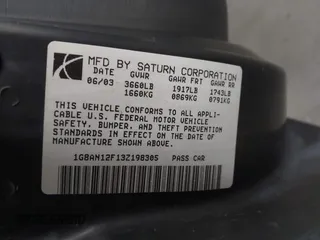 MFD BY SATURN CORPORATION
DATE GVWR GAWR FRT GAWR RR
06/03 3660LB 1917LB 1743LB
1660KG 0869KG 0791KG
THIS VEHICLE CONFORMS TO ALL APPLI-
CABLE U.S. FEDERAL MOTOR VEHICLE
SAFETY, BUMPER, AND THEFT PREVENTION
STANDARDS IN EFFECT ON THE DATE OF
MANUFACTURE SHOWN ABOVE.
1G8AN12F13Z198305 PASS CAR